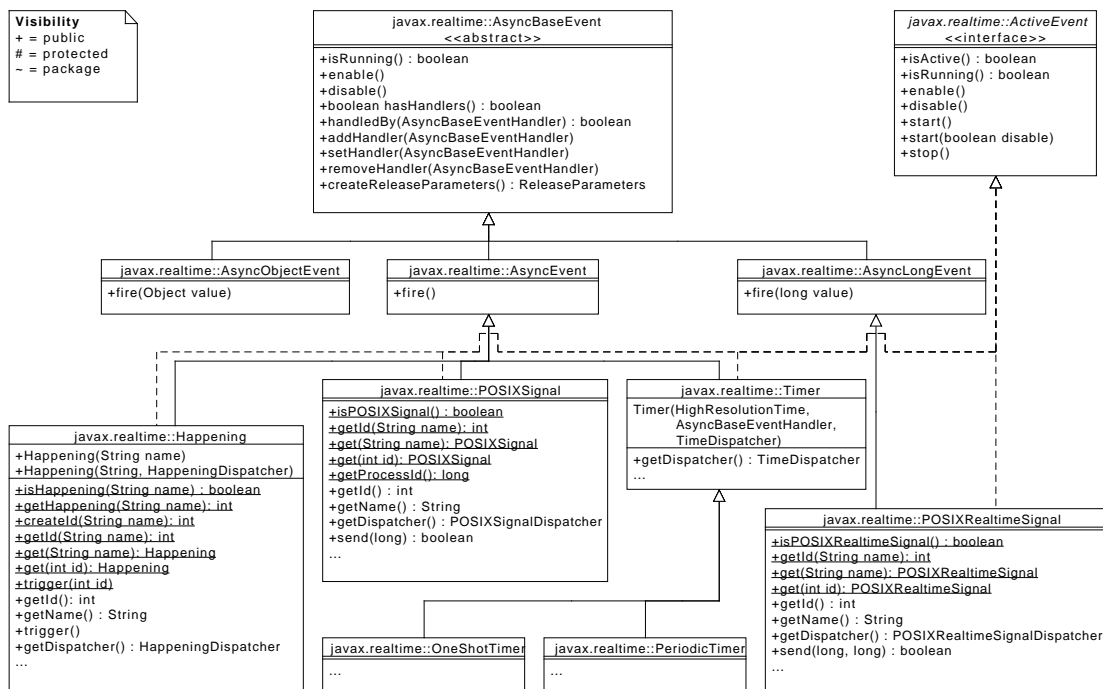 Visibility
+ = public
# = protected
~ = package
javax.realtime::AsyncBaseEvent
<<abstract>>
+isRunning() : boolean
+enable()
+disable()
+boolean hasHandlers() : boolean
+handledBy(AsyncBaseEventHandler) : boolean
+addHandler(AsyncBaseEventHandler)
+setHandler(AsyncBaseEventHandler)
+removeHandler(AsyncBaseEventHandler)
+createReleaseParameters() : ReleaseParameters
javax.realtime::ActiveEvent
<<interface>>
+isActive() : boolean
+isRunning() : boolean
+enable()
+disable()
+start()
+start(boolean disable)
+stop()
javax.realtime::AsyncObjectEvent
+fire(Object value)
javax.realtime::AsyncEvent
+fire()
javax.realtime::AsyncLongEvent
+fire(long value)
javax.realtime::Happening
+Happening(String name)
+Happening(String, HappeningDispatcher)
+isHappening(String name) : boolean
+getHappening(String name): int
+createId(String name): int
+getId(String name): int
+get(String name): Happening
+get(int id): Happening
+trigger(int id)
+getId(): int
+getName() : String
+trigger()
+getDispatcher() : HappeningDispatcher
...
javax.realtime::POSIXSignal
+isPOSIXSignal() : boolean
+getId(String name): int
+get(String name): POSIXSignal
+get(int id): POSIXSignal
+getProcessId(): long
+getId() : int
+getName() : String
+getDispatcher() : POSIXSignalDispatcher
+send(long) : boolean
...
javax.realtime::Timer
Timer(HighResolutionTime,
AsyncBaseEventHandler,
TimeDispatcher)
+getDispatcher() : TimeDispatcher
...
javax.realtime::POSIXRealtimeSignal
+isPOSIXRealtimeSignal() : boolean
+getId(String name): int
+get(String name): POSIXRealtimeSignal
+get(int id): POSIXRealtimeSignal
+getId() : int
+getName() : String
+getDispatcher() : POSIXRealtimeSignalDispatcher
+send(long, long) : boolean
...
javax.realtime::OneShotTimer
...
javax.realtime::PeriodicTimer
...